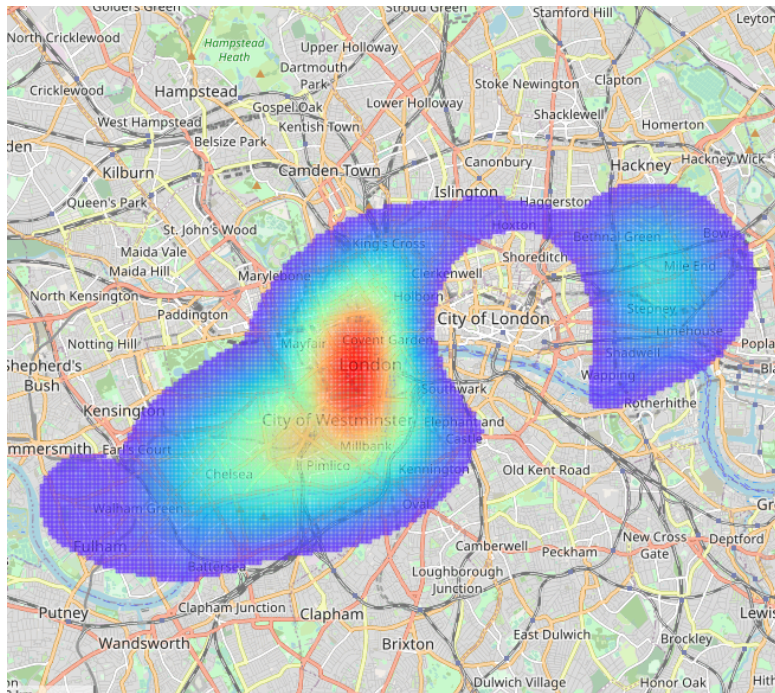 Golders Green
Stroud Green
Stamford Hill
North Cricklewood
Hampstead
Heath
Upper Holloway
Leyton
Dartmouth
Park
Stoke Newington
Clapton
Cricklewood
Hampstead
Gospel Oak
Lower Holloway
Shacklewell
West Hampstead
Kentish Town
Homerton
Belsize Park
Kilburn
Camden Town
Canonbury
Hackney
Hackney Wick
Queen's Park
Islington
Haggerston
St. John's Wood
Hoxton
Maida Vale
King's Cross
Bethnal Green
Bow
Maida Hill
Marylebone
Clerkenwell
Shoreditch
Mile End
North Kensington
Holborn
Paddington
City of London
Stepney
Notting Hill
Mayfair
Covent Garden
Limehouse
Shepherd's
Bush
London
Shadwell
Wapping
Southwark
Rotherhithe
Kensington
City of Westminster
Elephant and
Castle
mmersmith
Earl's Court
Millbank
Pimlico
Chelsea
Kennington
Old Kent Road
Walham Green
Oval
Fulham
Camberwell
Peckham
New Cross
Gate
Deptford
Battersea
Loughborough
Junction
Putney
Clapham Junction
Clapham
Wandsworth
Brixton
East Dulwich
Brockley
Lewis
Dulwich Village
Honor Oak